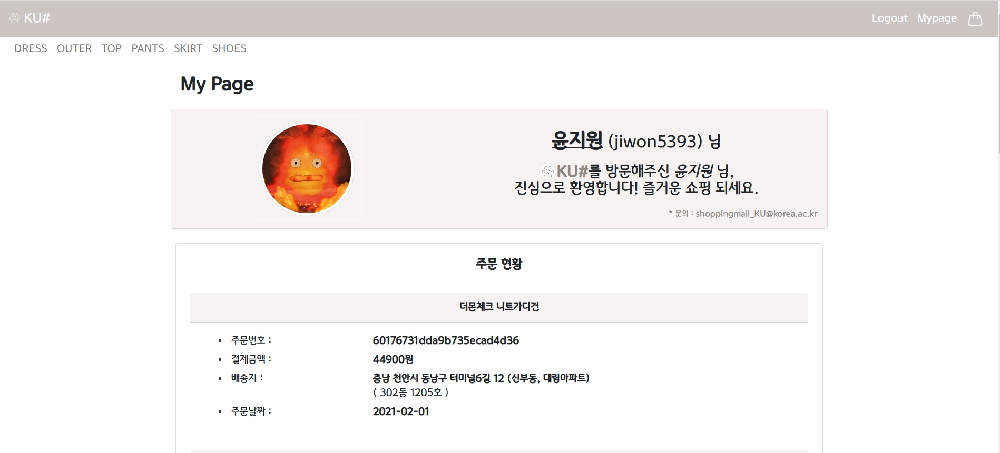 KU#
Logout Mypage
DRESS OUTER TOP PANTS SKIRT SHOES
My Page
윤지원 (jiwon5393) 님
KU#를 방문해주신 윤지원 님,
진심으로 환영합니다! 즐거운 쇼핑 되세요.
* 문의 : shoppingmall_KU@korea.ac.kr
주문 현황
더몬체크 니트가디건
• 주문번호 : 60176731dda9b735ecad4d36
• 결제금액 : 44900원
• 배송지 : 충남 천안시 동남구 터미널6길 12 (신부동, 대림아파트)
( 302동 1205호 )
• 주문날짜 : 2021-02-01